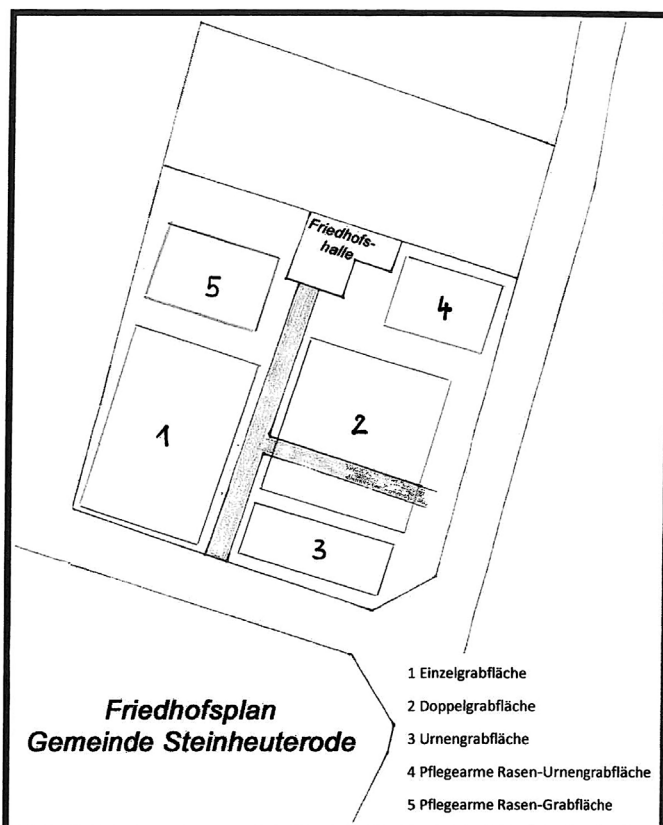 Friedhofs-
halle
5
4
1
2
3
Friedhofsplan
Gemeinde Steinheuterode
1 Einzelgrabfläche
2 Doppelgrabfläche
3 Urnengrabfläche
4 Pflegearme Rasen-Urnengrabfläche
5 Pflegearme Rasen-Grabfläche